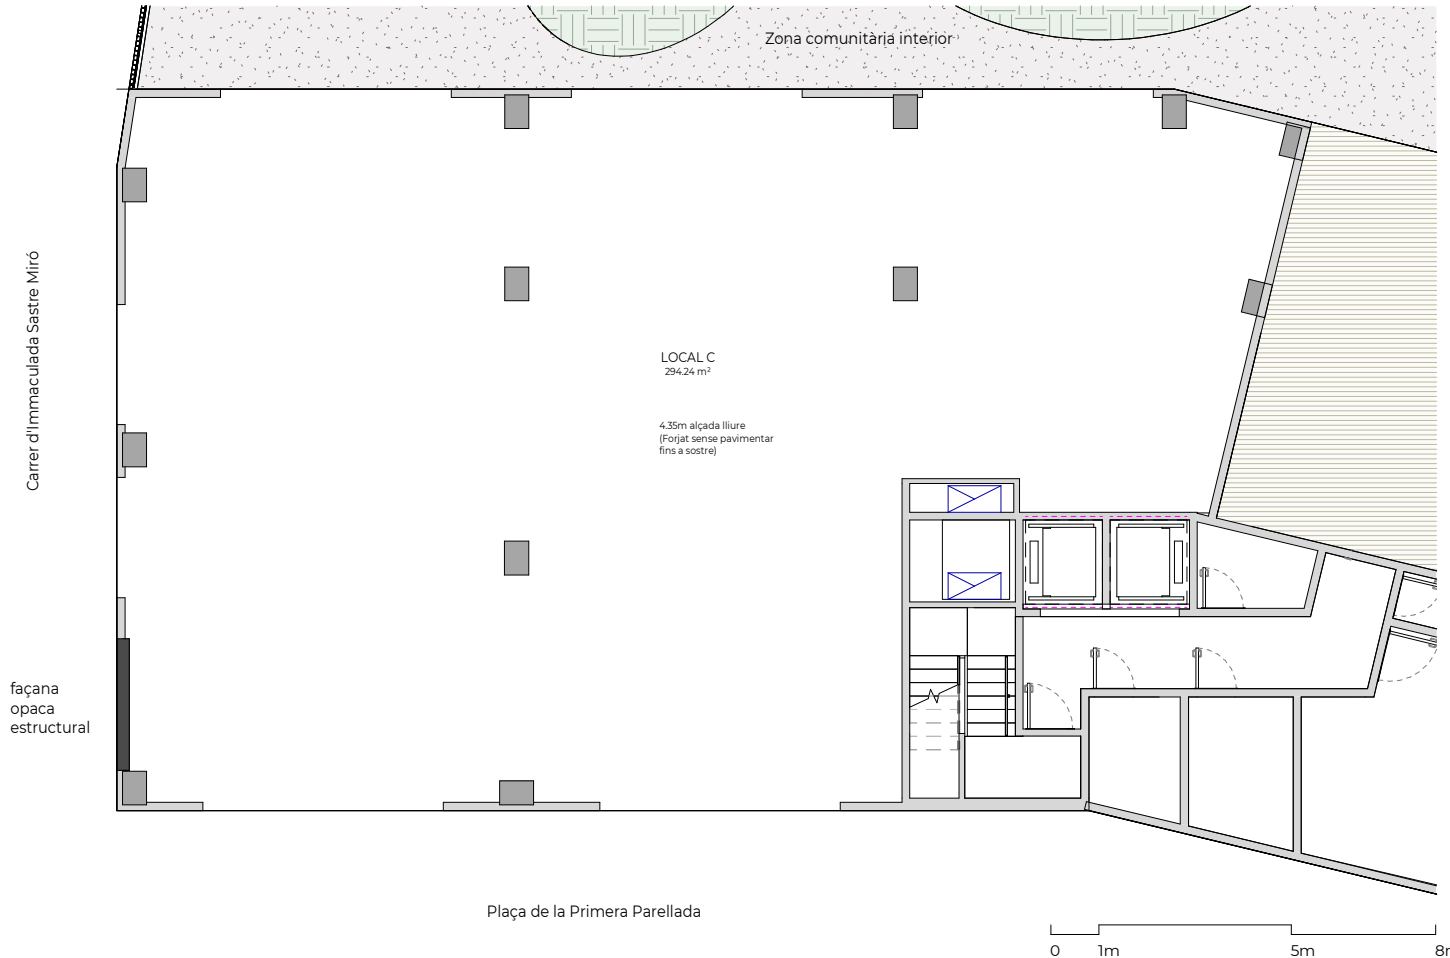 Zona comunitària interior
Carrer d'Immaculada Sastre Miró
LOCAL C
294.24 m²
4.35m alçada lliure
(Forjat sense pavimentar
fins a sostre)
façana
opaca
estructural
Plaça de la Primera Parellada
0 1m 5m 8m